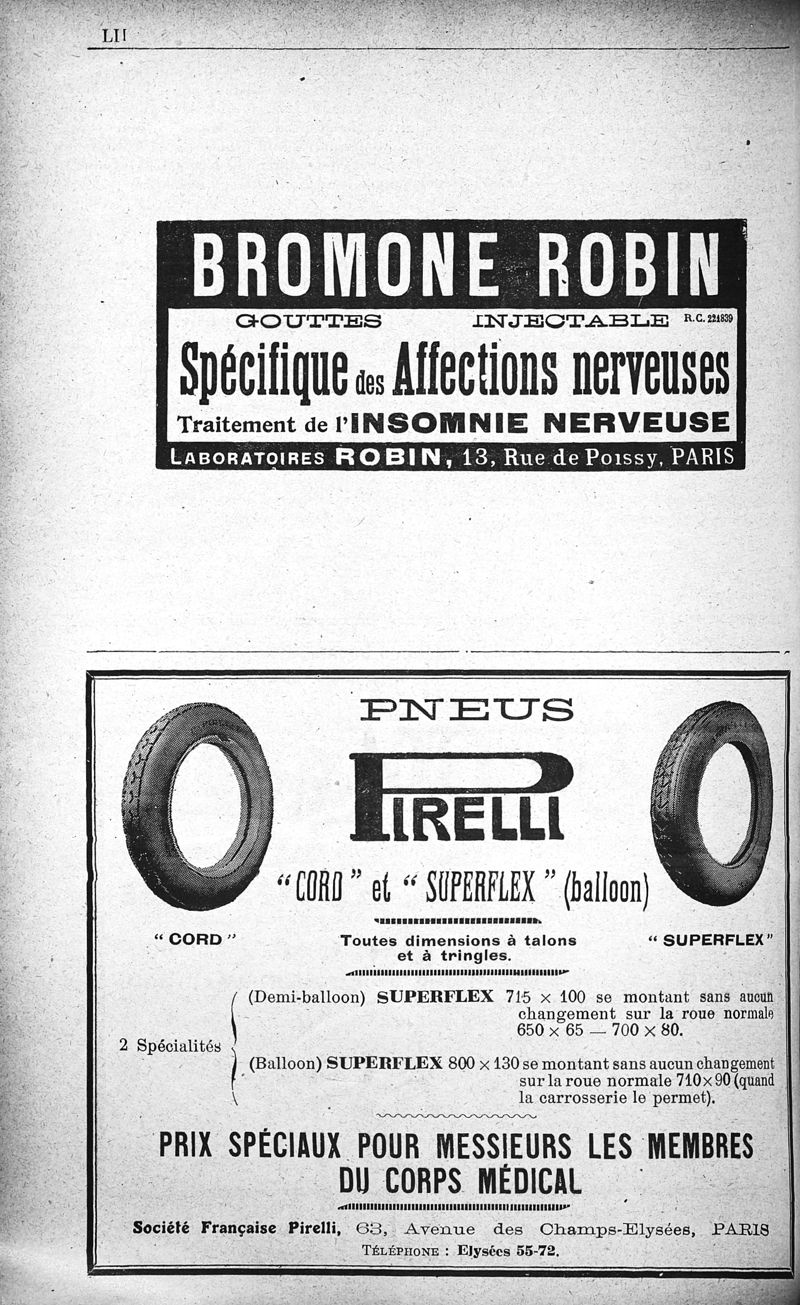 LII
BROMONE ROBIN
GOUTTES INJECTABLE R.C. 221839
Spécifique des Affections nerveuses
Traitement de l'INSOMNIE NERVEUSE
LABORATOIRES ROBIN, 13, Rue de Poissy, PARIS
PNEUS
PIRELLI
"CORD" et "SUPERFLEX" (balloon)
"CORD"
Toutes dimensions à talons
et à tringles.
"SUPERFLEX"
2 Spécialités
(Demi-balloon) SUPERFLEX 715 × 100 se montant sans aucun
changement sur la roue normale
650 × 65 — 700 × 80.
(Balloon) SUPERFLEX 800 × 130 se montant sans aucun changement
sur la roue normale 710×90 (quand
la carrosserie le permet).
PRIX SPÉCIAUX POUR MESSIEURS LES MEMBRES
DU CORPS MÉDICAL
Société Française Pirelli, 63, Avenue des Champs-Elysées, PARIS
TÉLÉPHONE : Elysées 55-72.